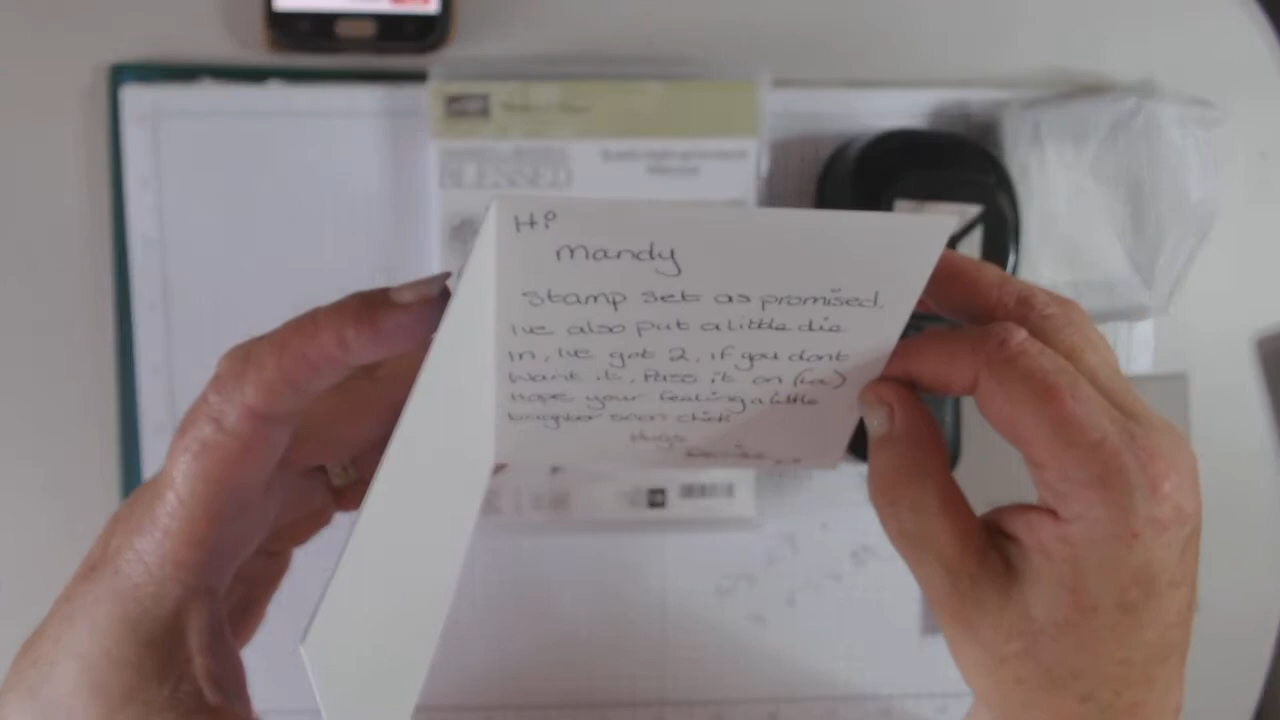 Hi
Mandy
Stamp set as promised.
I've also put a little die
in, I've got 2, if you dont
want it, Pass it on (lol)
Hope your feeling a little
brighter soon chick
Hugs